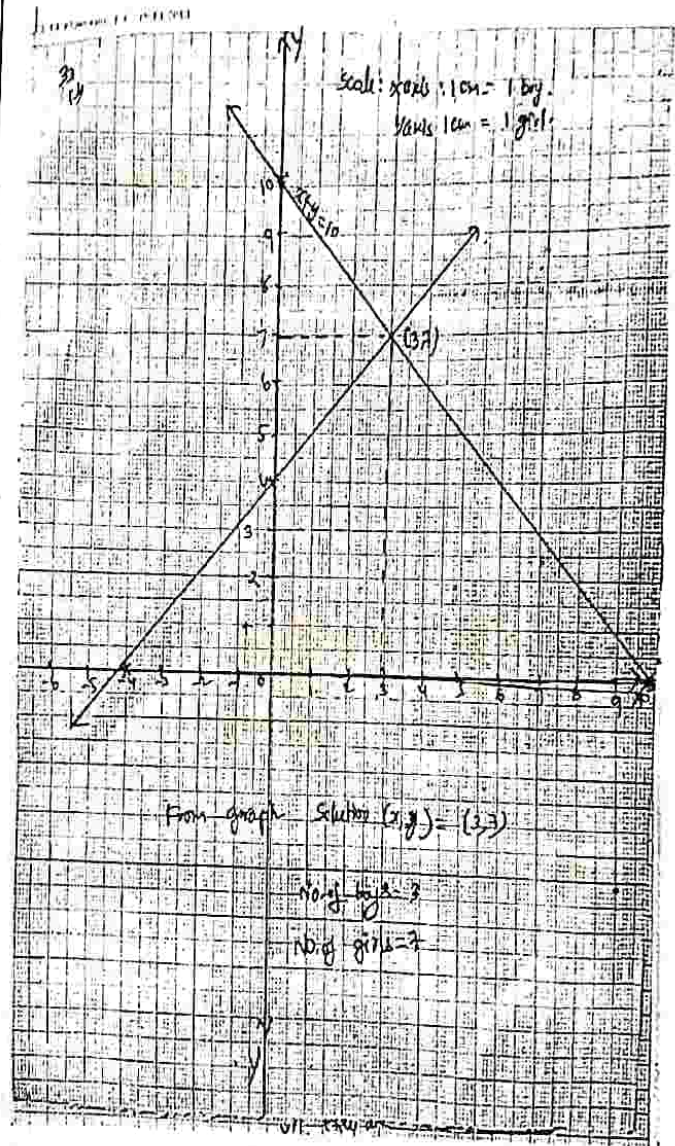 y
Scale: x axis : 1 cm = 1 boy.
Y axis 1 cm = 1 girl.
10
x+y=10
9
8
7
(3,7)
6
5
4
3
2
-6 -5 -4 -3 -2 -1 0 2 3 4 5 6 7 8 9 10
From graph Solution (x,y) = (3,7)
No. of boys = 3
No. of girls = 7
y